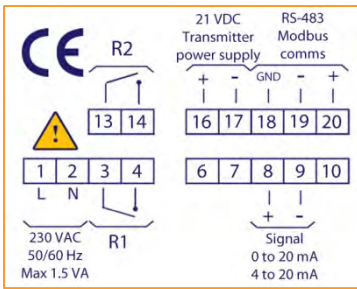 CE
R2
21 VDC
Transmitter
power supply
RS-483
Modbus
comms
+ - GND - +
13 14
16 17 18 19 20
1 2 3 4
6 7 8 9 10
L N
+ -
230 VAC
50/60 Hz
Max 1.5 VA
R1
Signal
0 to 20 mA
4 to 20 mA